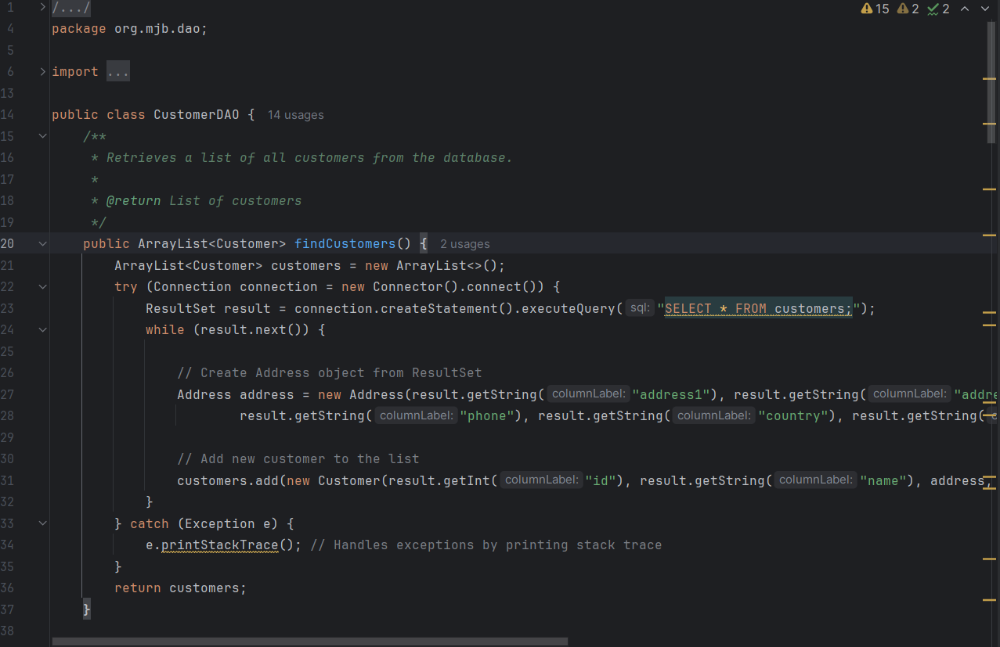 1 /.../ 15 2 2
4 package org.mjb.dao;
5
6 import ...
13
14 public class CustomerDAO { 14 usages
15 /**
16 * Retrieves a list of all customers from the database.
17 *
18 * @return List of customers
19 */
20 public ArrayList<Customer> findCustomers() { 2 usages
21 ArrayList<Customer> customers = new ArrayList<>();
22 try (Connection connection = new Connector().connect()) {
23 ResultSet result = connection.createStatement().executeQuery( sql: "SELECT * FROM customers;");
24 while (result.next()) {
25
26 // Create Address object from ResultSet
27 Address address = new Address(result.getString( columnLabel: "address1"), result.getString( columnLabel: "addre
28 result.getString( columnLabel: "phone"), result.getString( columnLabel: "country"), result.getString( c
29
30 // Add new customer to the list
31 customers.add(new Customer(result.getInt( columnLabel: "id"), result.getString( columnLabel: "name"), address,
32 }
33 } catch (Exception e) {
34 e.printStackTrace(); // Handles exceptions by printing stack trace
35 }
36 return customers;
37 }
38